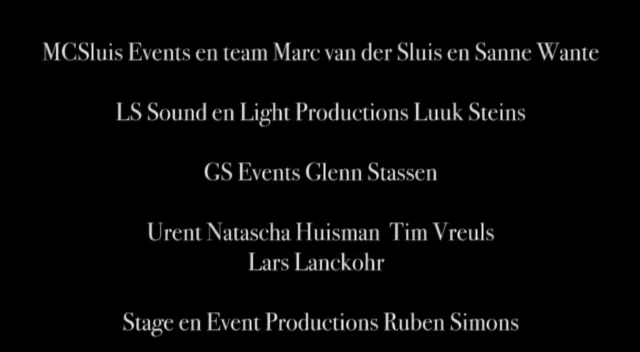 MCSluis Events en team Marc van der Sluis en Sanne Wante
LS Sound en Light Productions Luuk Steins
GS Events Glenn Stassen
Urent Natascha Huisman Tim Vreuls
Lars Lanckohr
Stage en Event Productions Ruben Simons